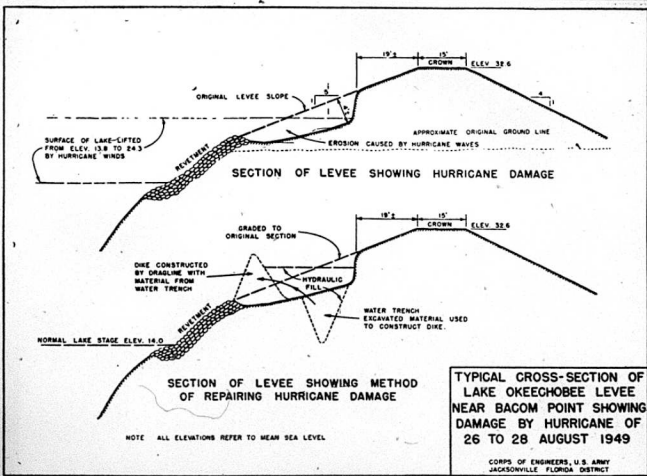 19'±
15'
CROWN
ELEV 32.6
5
1
ORIGINAL LEVEE SLOPE
4
1
SURFACE OF LAKE-LIFTED
FROM ELEV. 13.8 TO 24.3
BY HURRICANE WINDS
REVETMENT
APPROXIMATE ORIGINAL GROUND LINE
EROSION CAUSED BY HURRICANE WAVES
SECTION OF LEVEE SHOWING HURRICANE DAMAGE
19'±
15'
CROWN
ELEV 32.6
GRADED TO
ORIGINAL SECTION
DIKE CONSTRUCTED
BY DRAGLINE WITH
MATERIAL FROM
WATER TRENCH
HYDRAULIC
FILL
REVETMENT
WATER TRENCH
EXCAVATED MATERIAL USED
TO CONSTRUCT DIKE.
NORMAL LAKE STAGE ELEV. 14.0
SECTION OF LEVEE SHOWING METHOD
OF REPAIRING HURRICANE DAMAGE
NOTE ALL ELEVATIONS REFER TO MEAN SEA LEVEL
TYPICAL CROSS-SECTION OF
LAKE OKEECHOBEE LEVEE
NEAR BACOM POINT SHOWING
DAMAGE BY HURRICANE OF
26 TO 28 AUGUST 1949
CORPS OF ENGINEERS, U.S. ARMY
JACKSONVILLE FLORIDA DISTRICT